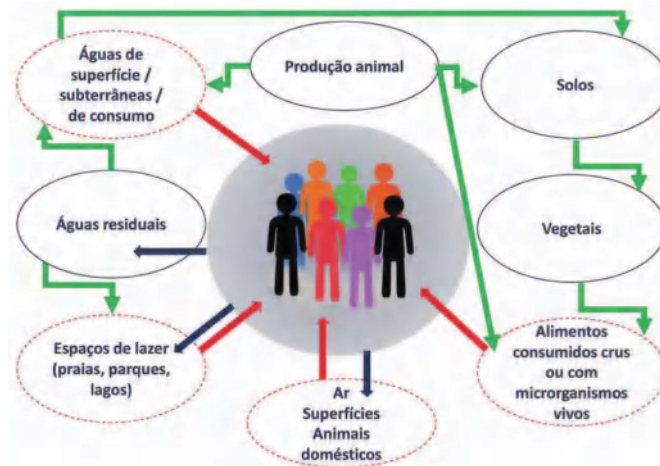 Águas de
superfície /
subterrâneas /
de consumo
Produção animal
Solos
Águas residuais
Vegetais
Espaços de lazer
(praias, parques,
lagos)
Ar
Superfícies
Animais
domésticos
Alimentos
consumidos crus
ou com
microrganismos
vivos